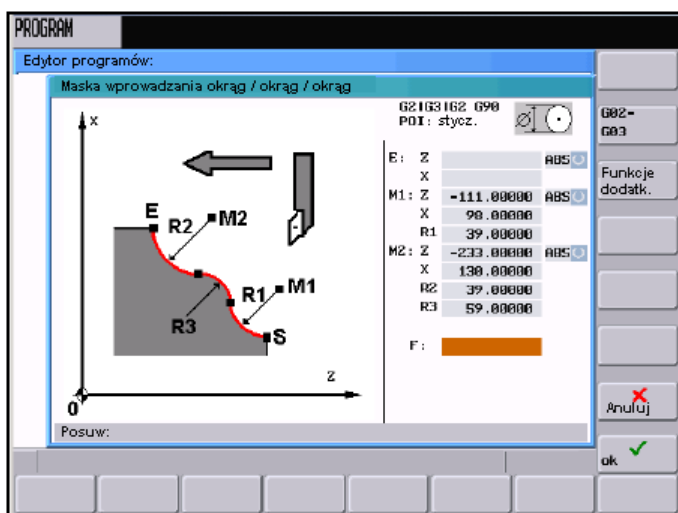 PROGRAM
Edytor programów:
Maska wprowadzania okrąg / okrąg / okrąg
G2|G3|G2 G90
POI: stycz.
Ø
x
E
R2
M2
R1
M1
R3
S
z
0
E: Z ABS
X
M1: Z -111.00000 ABS
X 90.00000
R1 39.00000
M2: Z -233.00000 ABS
X 130.00000
R2 39.00000
R3 59.00000
F:
Posuw:
G02-
G03
Funkcje
dodatk.
Anuluj
ok